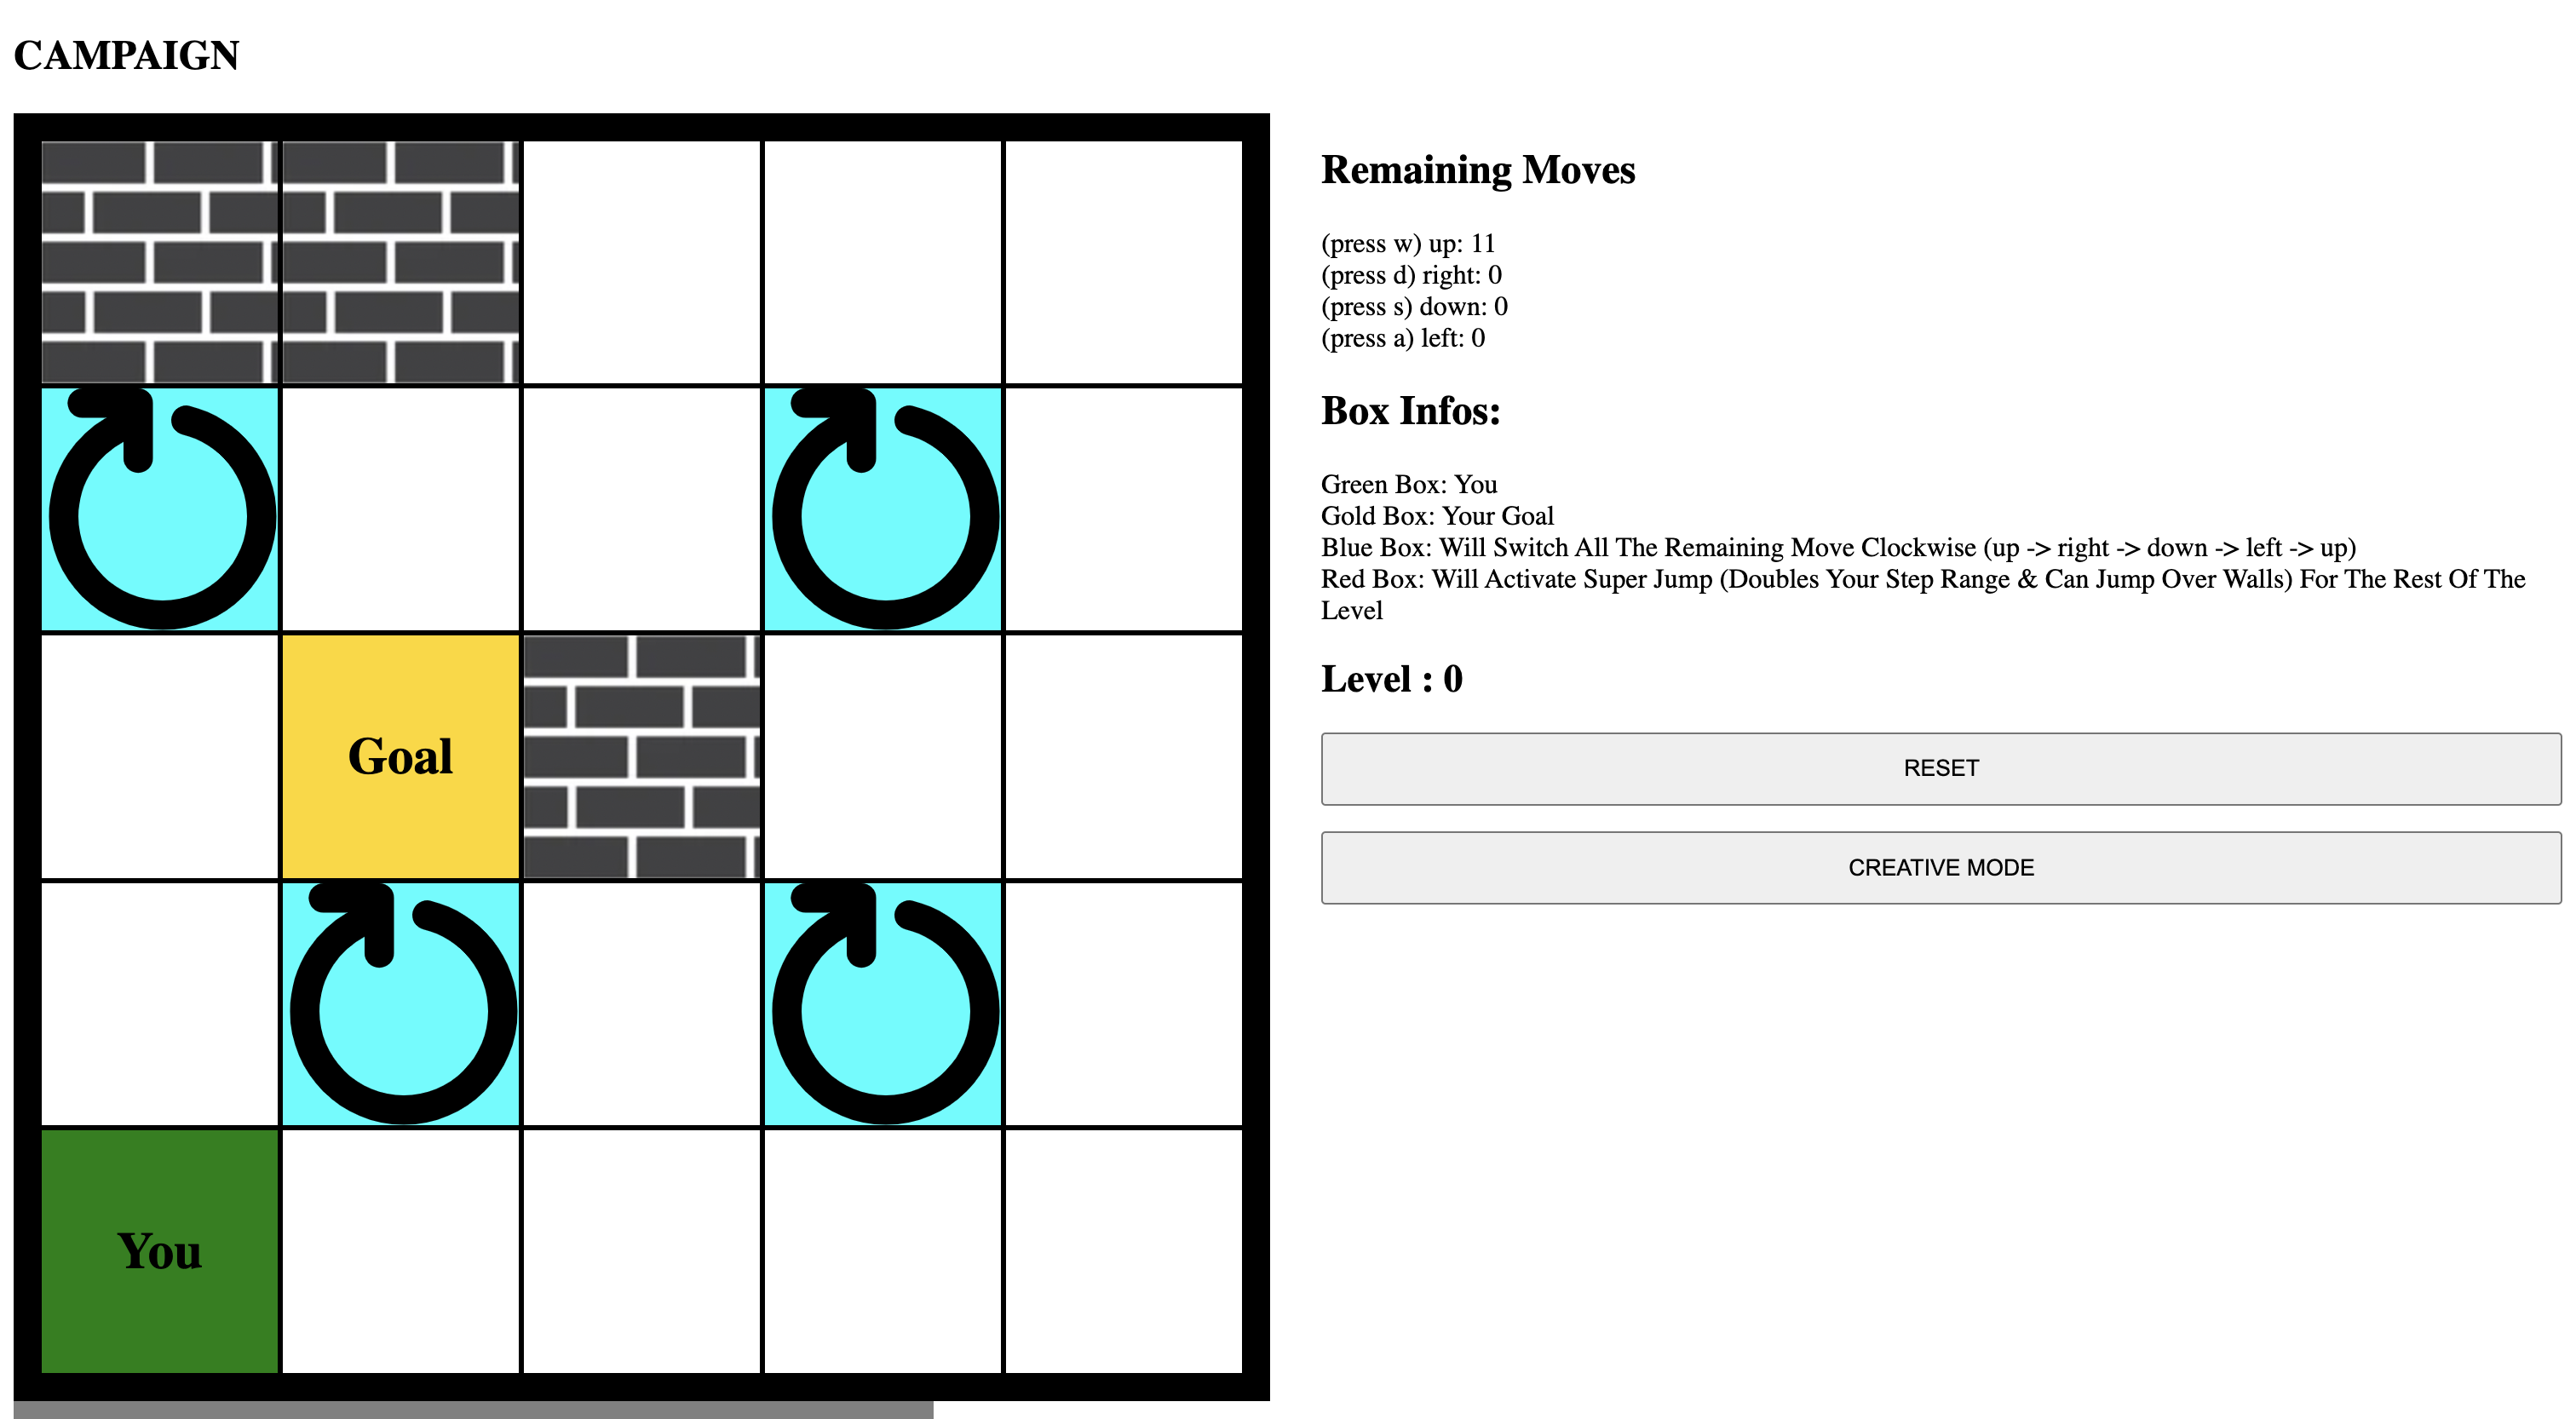 CAMPAIGN
Goal
You
Remaining Moves
(press w) up: 11
(press d) right: 0
(press s) down: 0
(press a) left: 0
Box Infos:
Green Box: You
Gold Box: Your Goal
Blue Box: Will Switch All The Remaining Move Clockwise (up -> right -> down -> left -> up)
Red Box: Will Activate Super Jump (Doubles Your Step Range & Can Jump Over Walls) For The Rest Of The
Level
Level : 0
RESET
CREATIVE MODE